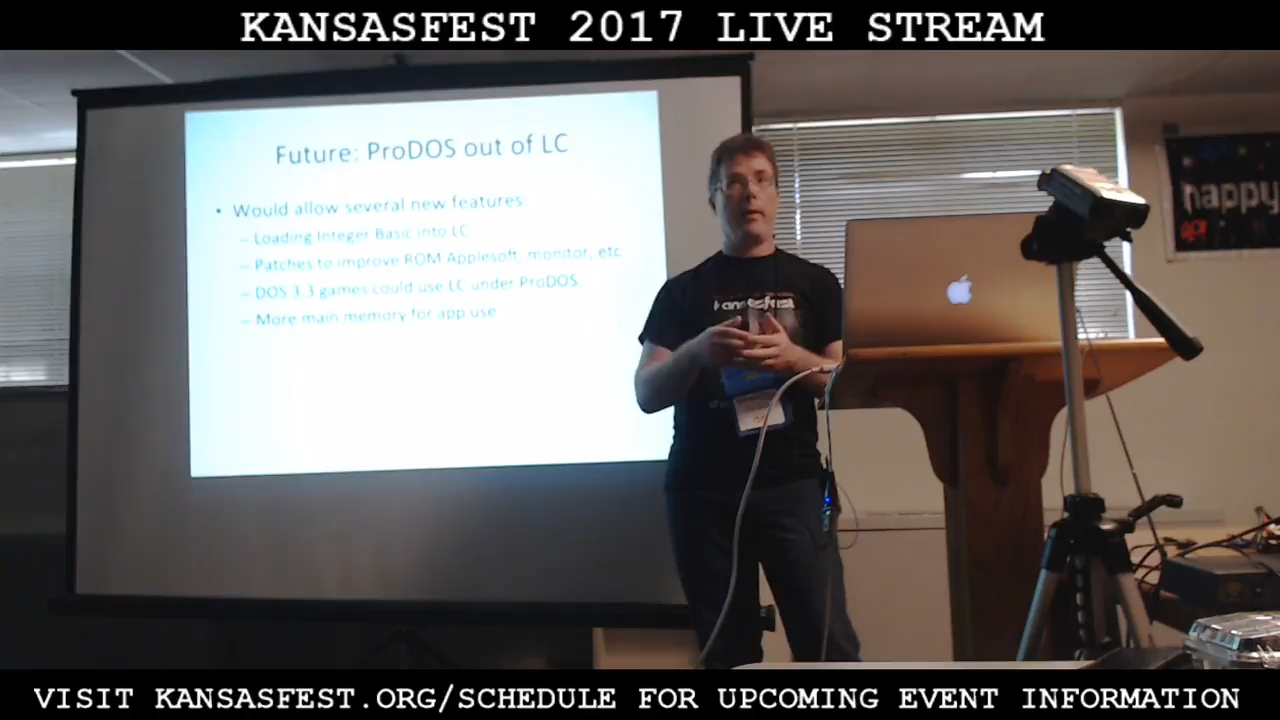 KANSASFEST 2017 LIVE STREAM
Future: ProDOS out of LC
• Would allow several new features:
– Loading Integer Basic into LC
– Patches to improve ROM Applesoft, monitor, etc
– DOS 3.3 games could use LC under ProDOS
– More main memory for app use
Kansasfest
happy
VISIT KANSASFEST.ORG/SCHEDULE FOR UPCOMING EVENT INFORMATION